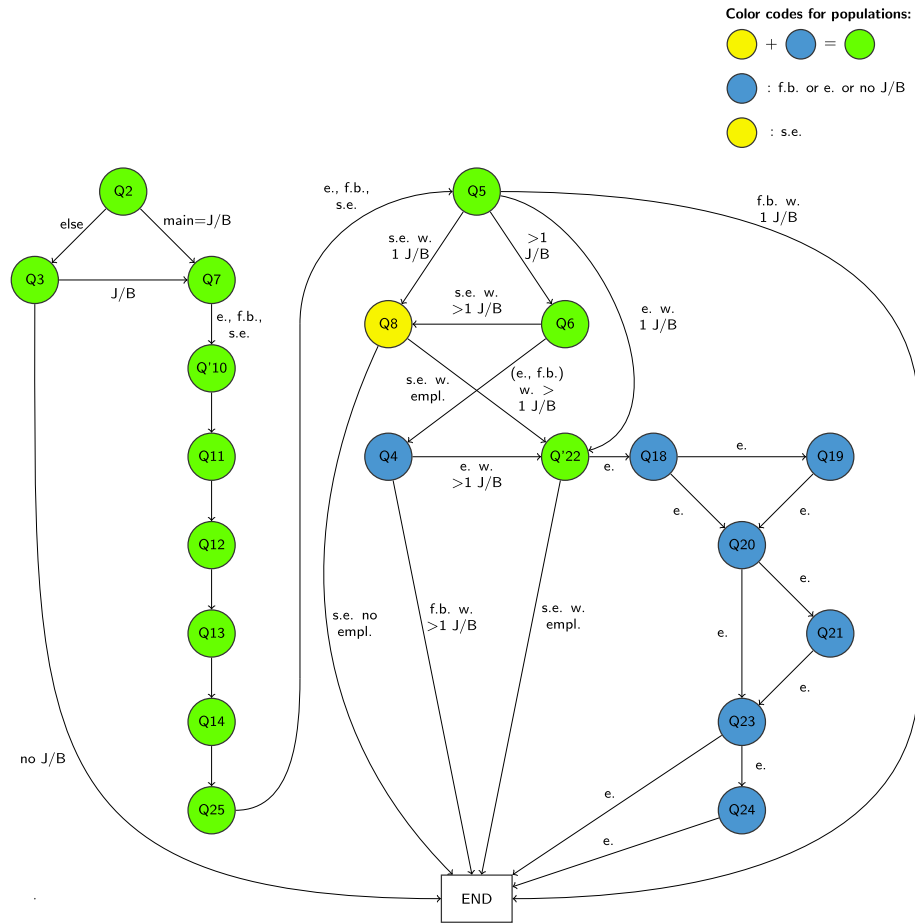 Color codes for populations:
+ =
: f.b. or e. or no J/B
: s.e.
Q2
else
main=J/B
Q3
J/B
Q7
e., f.b.,
s.e.
Q'10
Q11
Q12
Q13
Q14
Q25
no J/B
e., f.b.,
s.e.
Q5
f.b. w.
1 J/B
s.e. w.
1 J/B
>1
J/B
e. w.
1 J/B
Q8
s.e. w.
>1 J/B
Q6
s.e. w.
empl.
(e., f.b.)
w. >
1 J/B
Q4
e. w.
>1 J/B
Q'22
e.
Q18
e.
Q19
e.
e.
Q20
e.
e.
Q21
e.
Q23
e.
e.
Q24
e.
s.e. no
empl.
f.b. w.
>1 J/B
s.e. w.
empl.
END
.